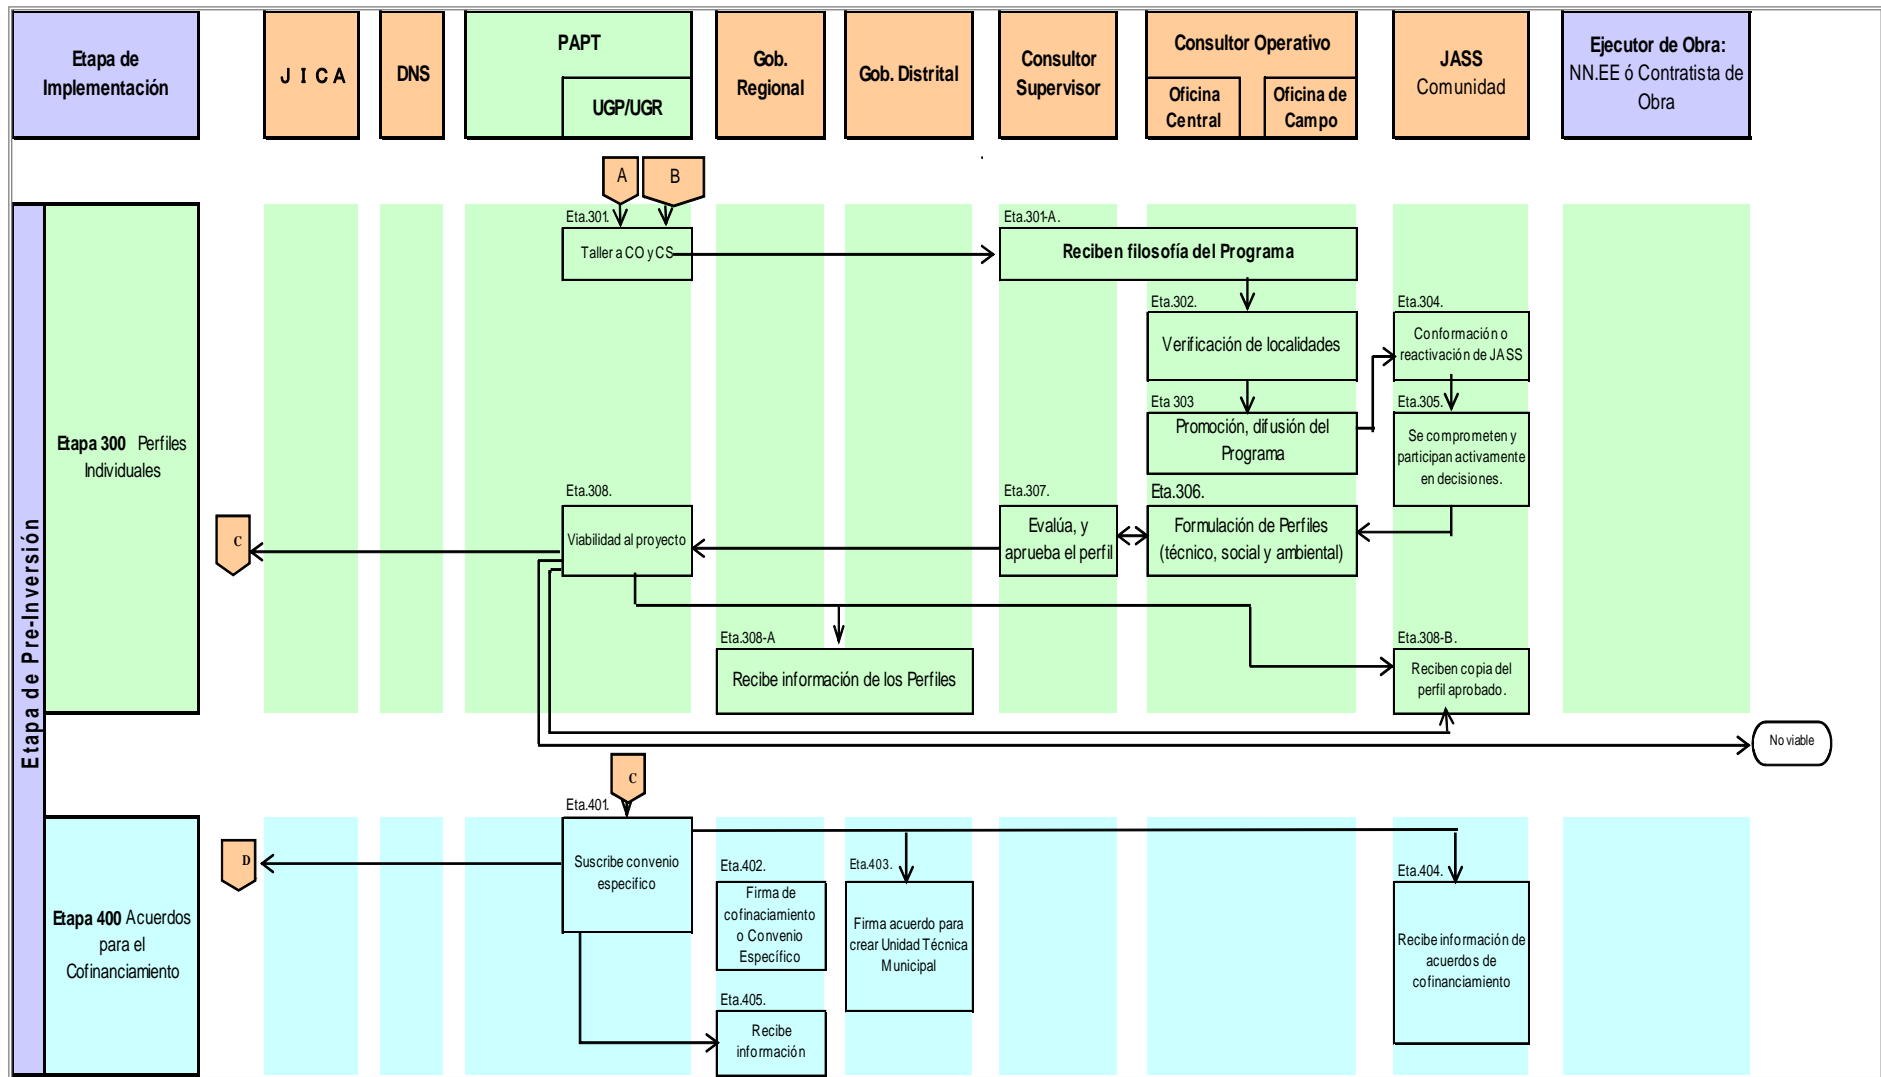 Etapa de
Implementación
J I C A
DNS
PAPT
UGP/UGR
Gob.
Regional
Gob. Distrital
Consultor
Supervisor
Consultor Operativo
Oficina
Central
Oficina de
Campo
JASS
Comunidad
Ejecutor de Obra:
NN.EE ó Contratista de
Obra
A
B
Etapa de Pre-Inversión
Etapa 300 Perfiles
Individuales
Eta.301.
Taller a CO y CS
Eta.301-A.
Reciben filosofía del Programa
Eta.302.
Verificación de localidades
Eta.304.
Conformación o
reactivación de JASS
Eta 303
Promoción, difusión del
Programa
Eta.305.
Se comprometen y
participan activamente
en decisiones.
C
Eta.308.
Viabilidad al proyecto
Eta.307.
Evalúa, y
aprueba el perfil
Eta.306.
Formulación de Perfiles
(técnico, social y ambiental)
Eta.308-A
Recibe información de los Perfiles
Eta.308-B.
Reciben copia del
perfil aprobado.
No viable
C
Etapa 400 Acuerdos
para el
Cofinanciamiento
D
Eta.401.
Suscribe convenio
especifico
Eta.402.
Firma de
cofinaciamiento
o Convenio
Específico
Eta.403.
Firma acuerdo para
crear Unidad Técnica
Municipal
Eta.404.
Recibe información de
acuerdos de
cofinanciamiento
Eta.405.
Recibe
información